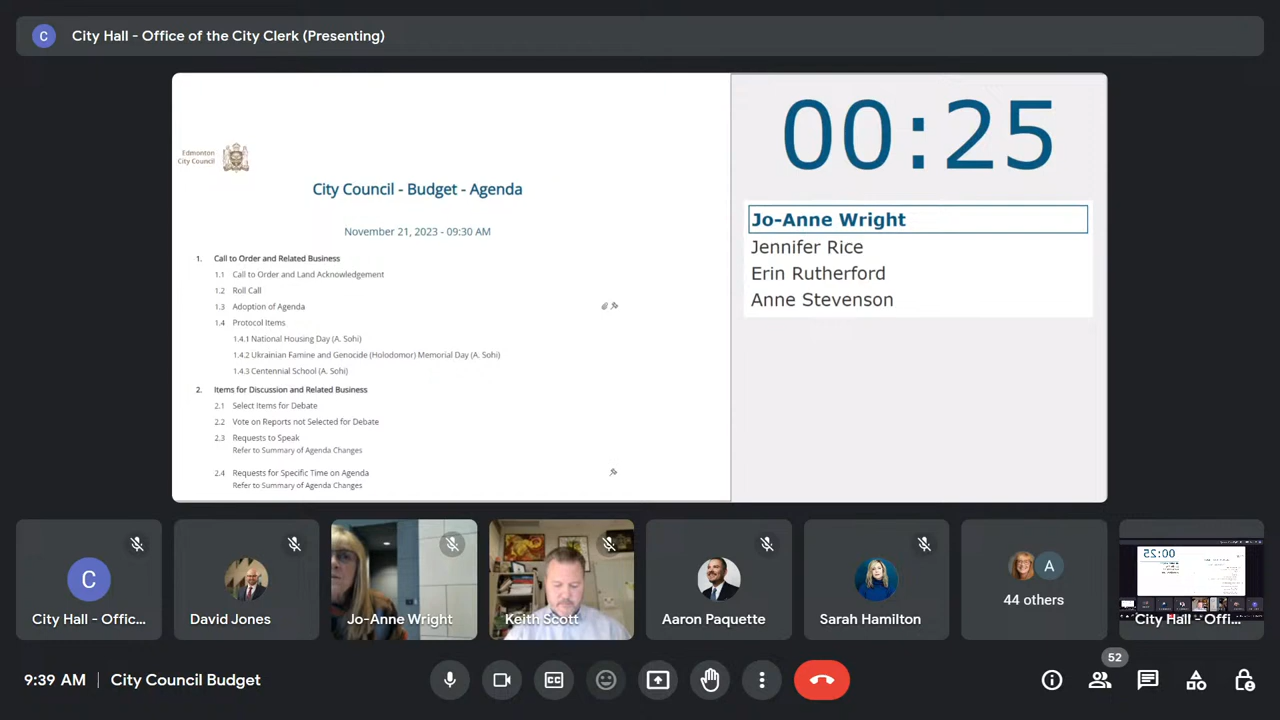 C City Hall - Office of the City Clerk (Presenting)
Edmonton
City Council
City Council - Budget - Agenda
November 21, 2023 - 09:30 AM
1. Call to Order and Related Business
1.1 Call to Order and Land Acknowledgement
1.2 Roll Call
1.3 Adoption of Agenda
1.4 Protocol Items
1.4.1 National Housing Day (A. Sohi)
1.4.2 Ukrainian Famine and Genocide (Holodomor) Memorial Day (A. Sohi)
1.4.3 Centennial School (A. Sohi)
2. Items for Discussion and Related Business
2.1 Select Items for Debate
2.2 Vote on Reports not Selected for Debate
2.3 Requests to Speak
Refer to Summary of Agenda Changes
2.4 Requests for Specific Time on Agenda
Refer to Summary of Agenda Changes
00:25
Jo-Anne Wright
Jennifer Rice
Erin Rutherford
Anne Stevenson
C
City Hall - Offic...
David Jones
Jo-Anne Wright
Keith Scott
Aaron Paquette
Sarah Hamilton
A
44 others
00:25
City Hall - Offi...
9:39 AM | City Council Budget
CC
52